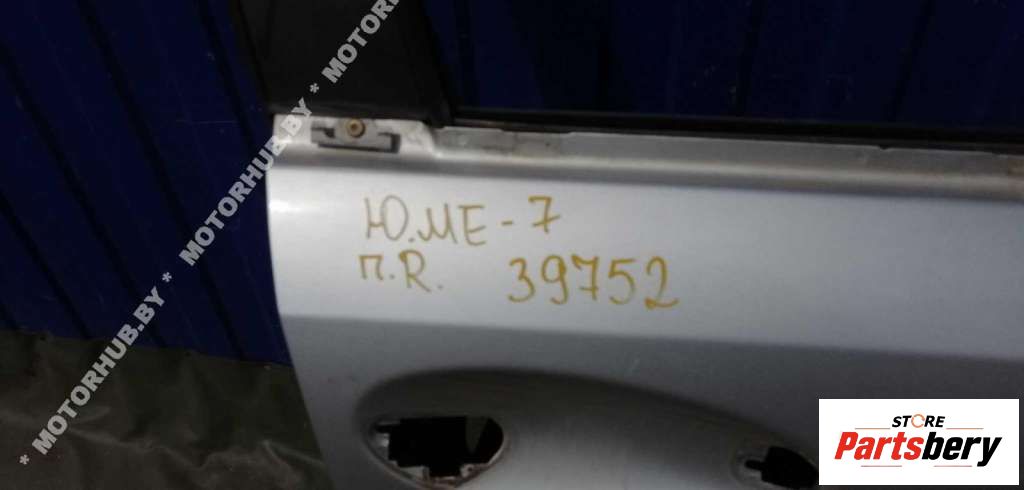 * MOTORHUB.BY * MOTORHUB.BY * MOTOR
Ю.МЕ-7
П.R. 39752
STORE
Partsbery